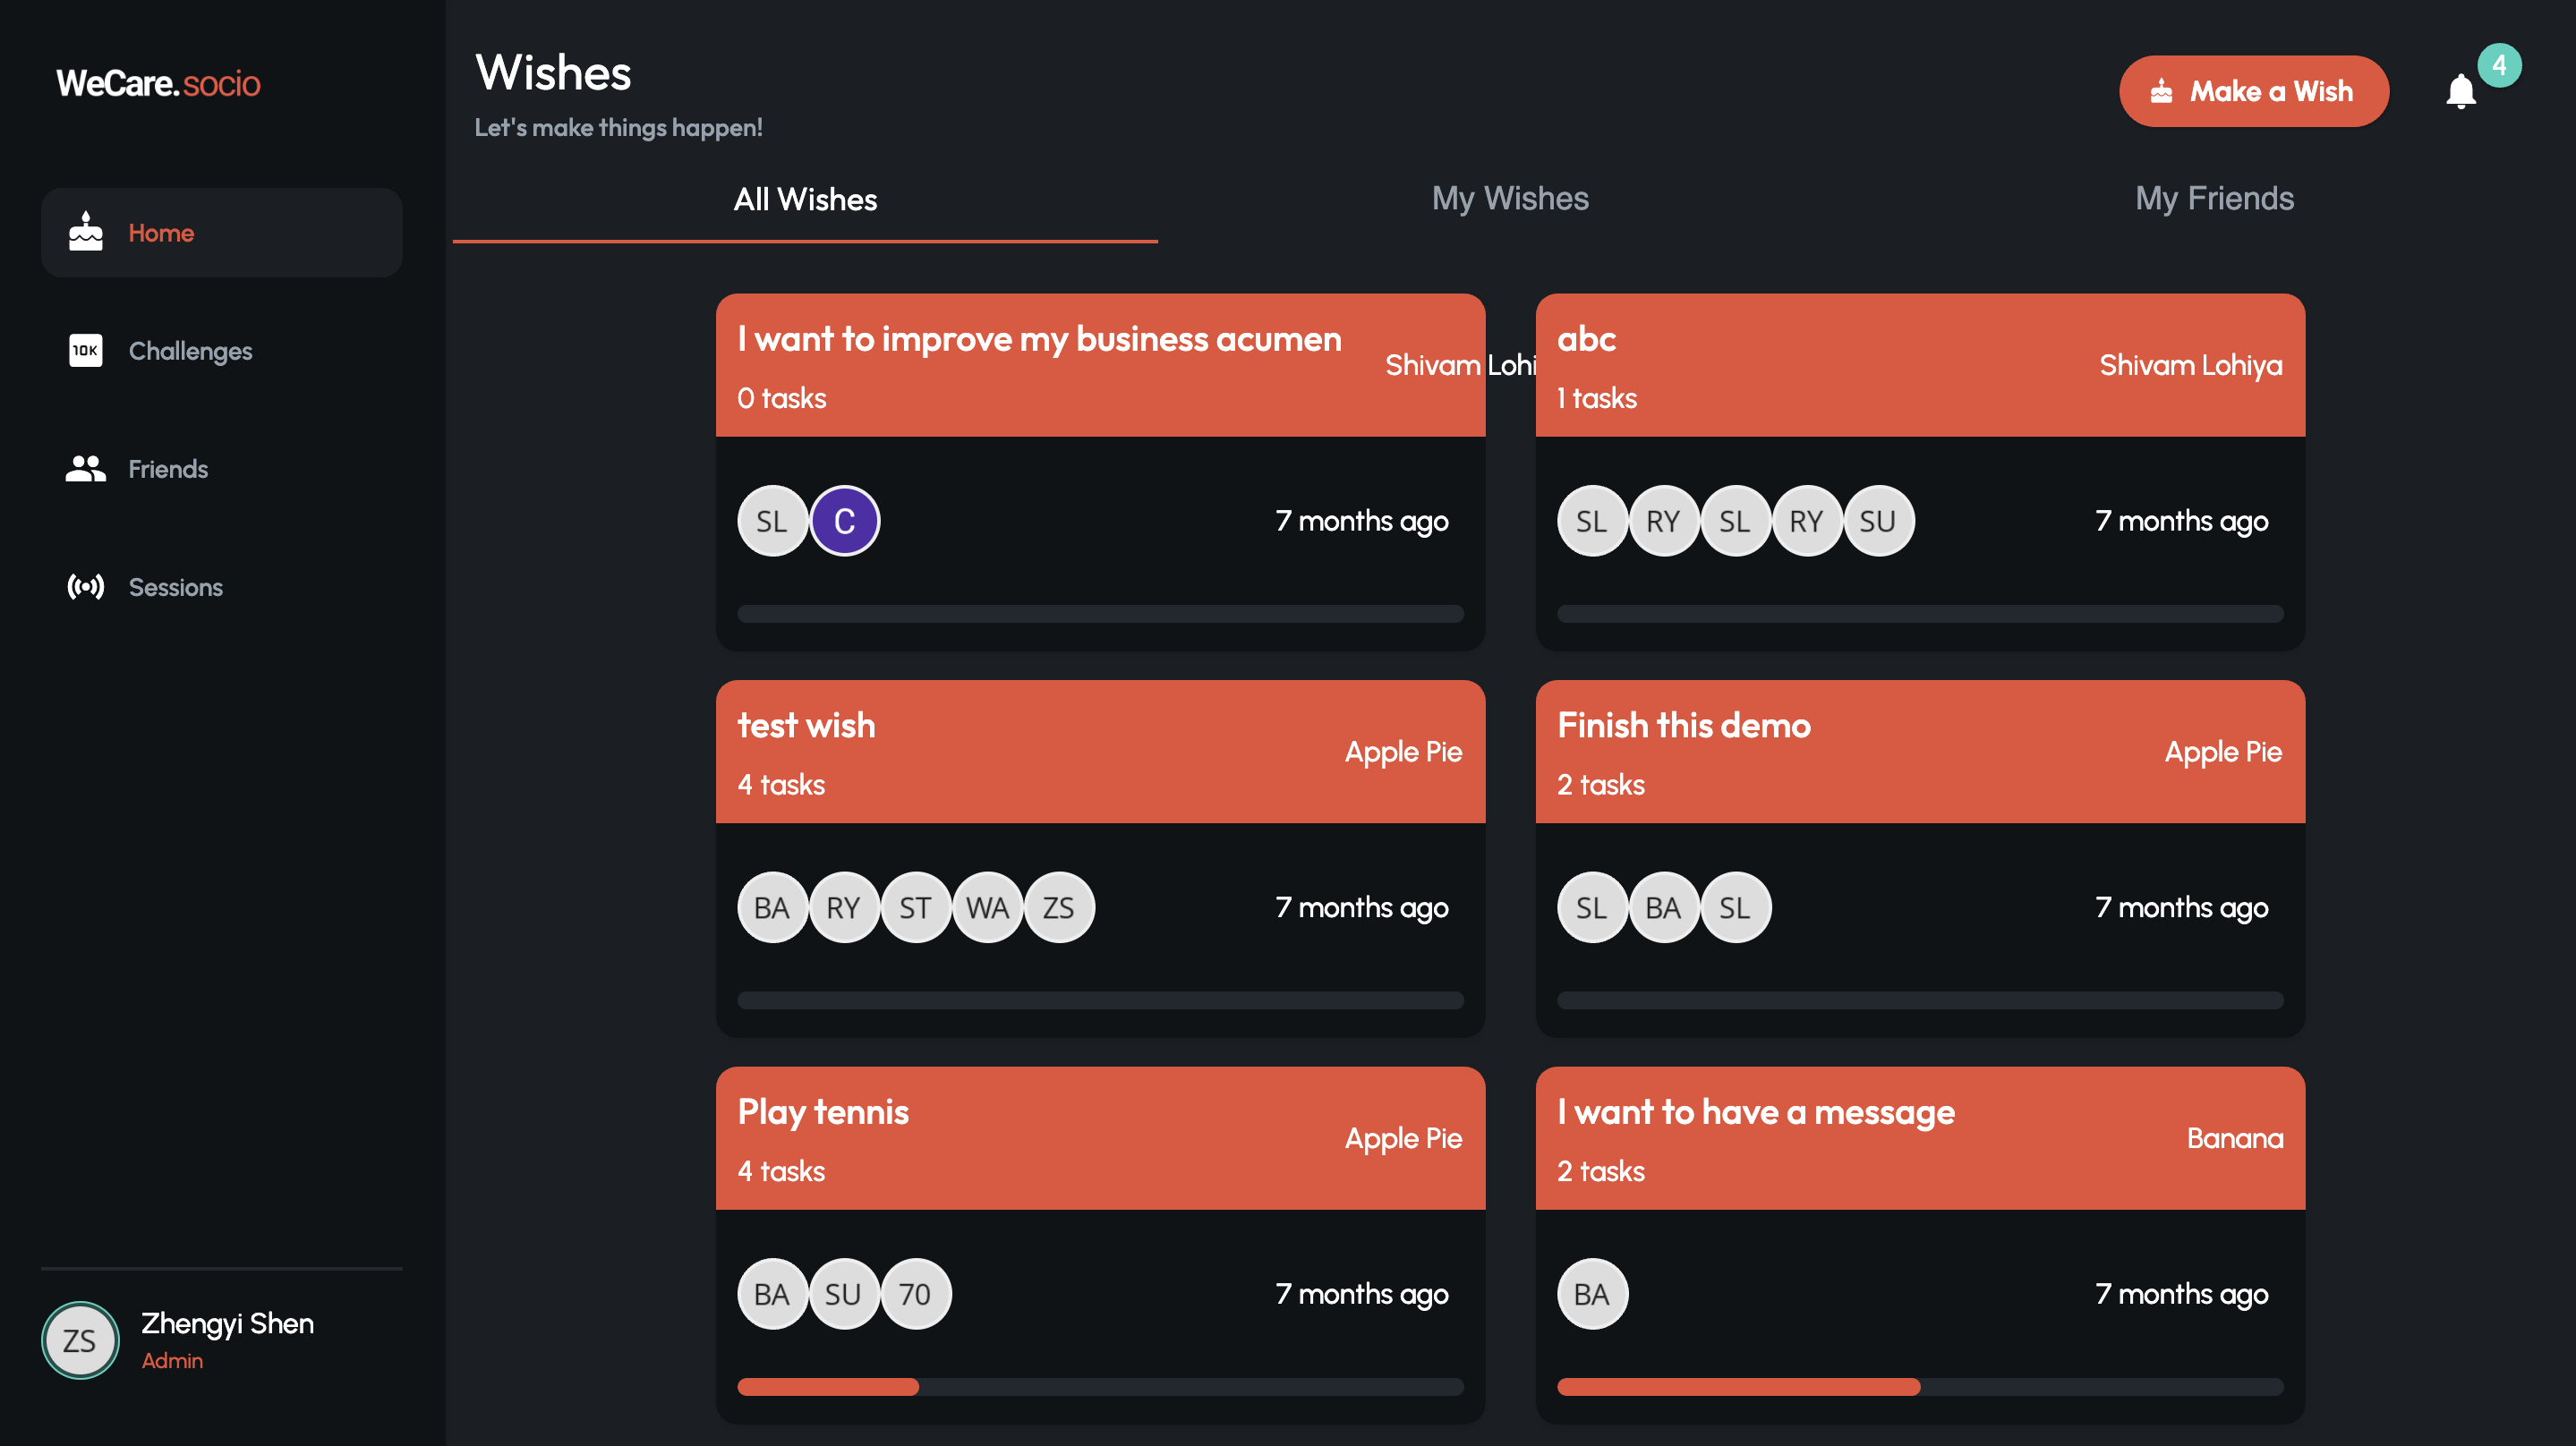 WeCare.socio
Home
10K
Challenges
Friends
Sessions
Zhengyi Shen
ZS
Admin
Wishes
Let's make things happen!
Make a Wish
4
All Wishes
My Wishes
My Friends
I want to improve my business acumen
Shivam Lohi
0 tasks
SL C
7 months ago
abc
Shivam Lohiya
1 tasks
SL RY SL RY SU
7 months ago
test wish
Apple Pie
4 tasks
BA RY ST WA ZS
7 months ago
Finish this demo
Apple Pie
2 tasks
SL BA SL
7 months ago
Play tennis
Apple Pie
4 tasks
BA SU 70
7 months ago
I want to have a message
Banana
2 tasks
BA
7 months ago